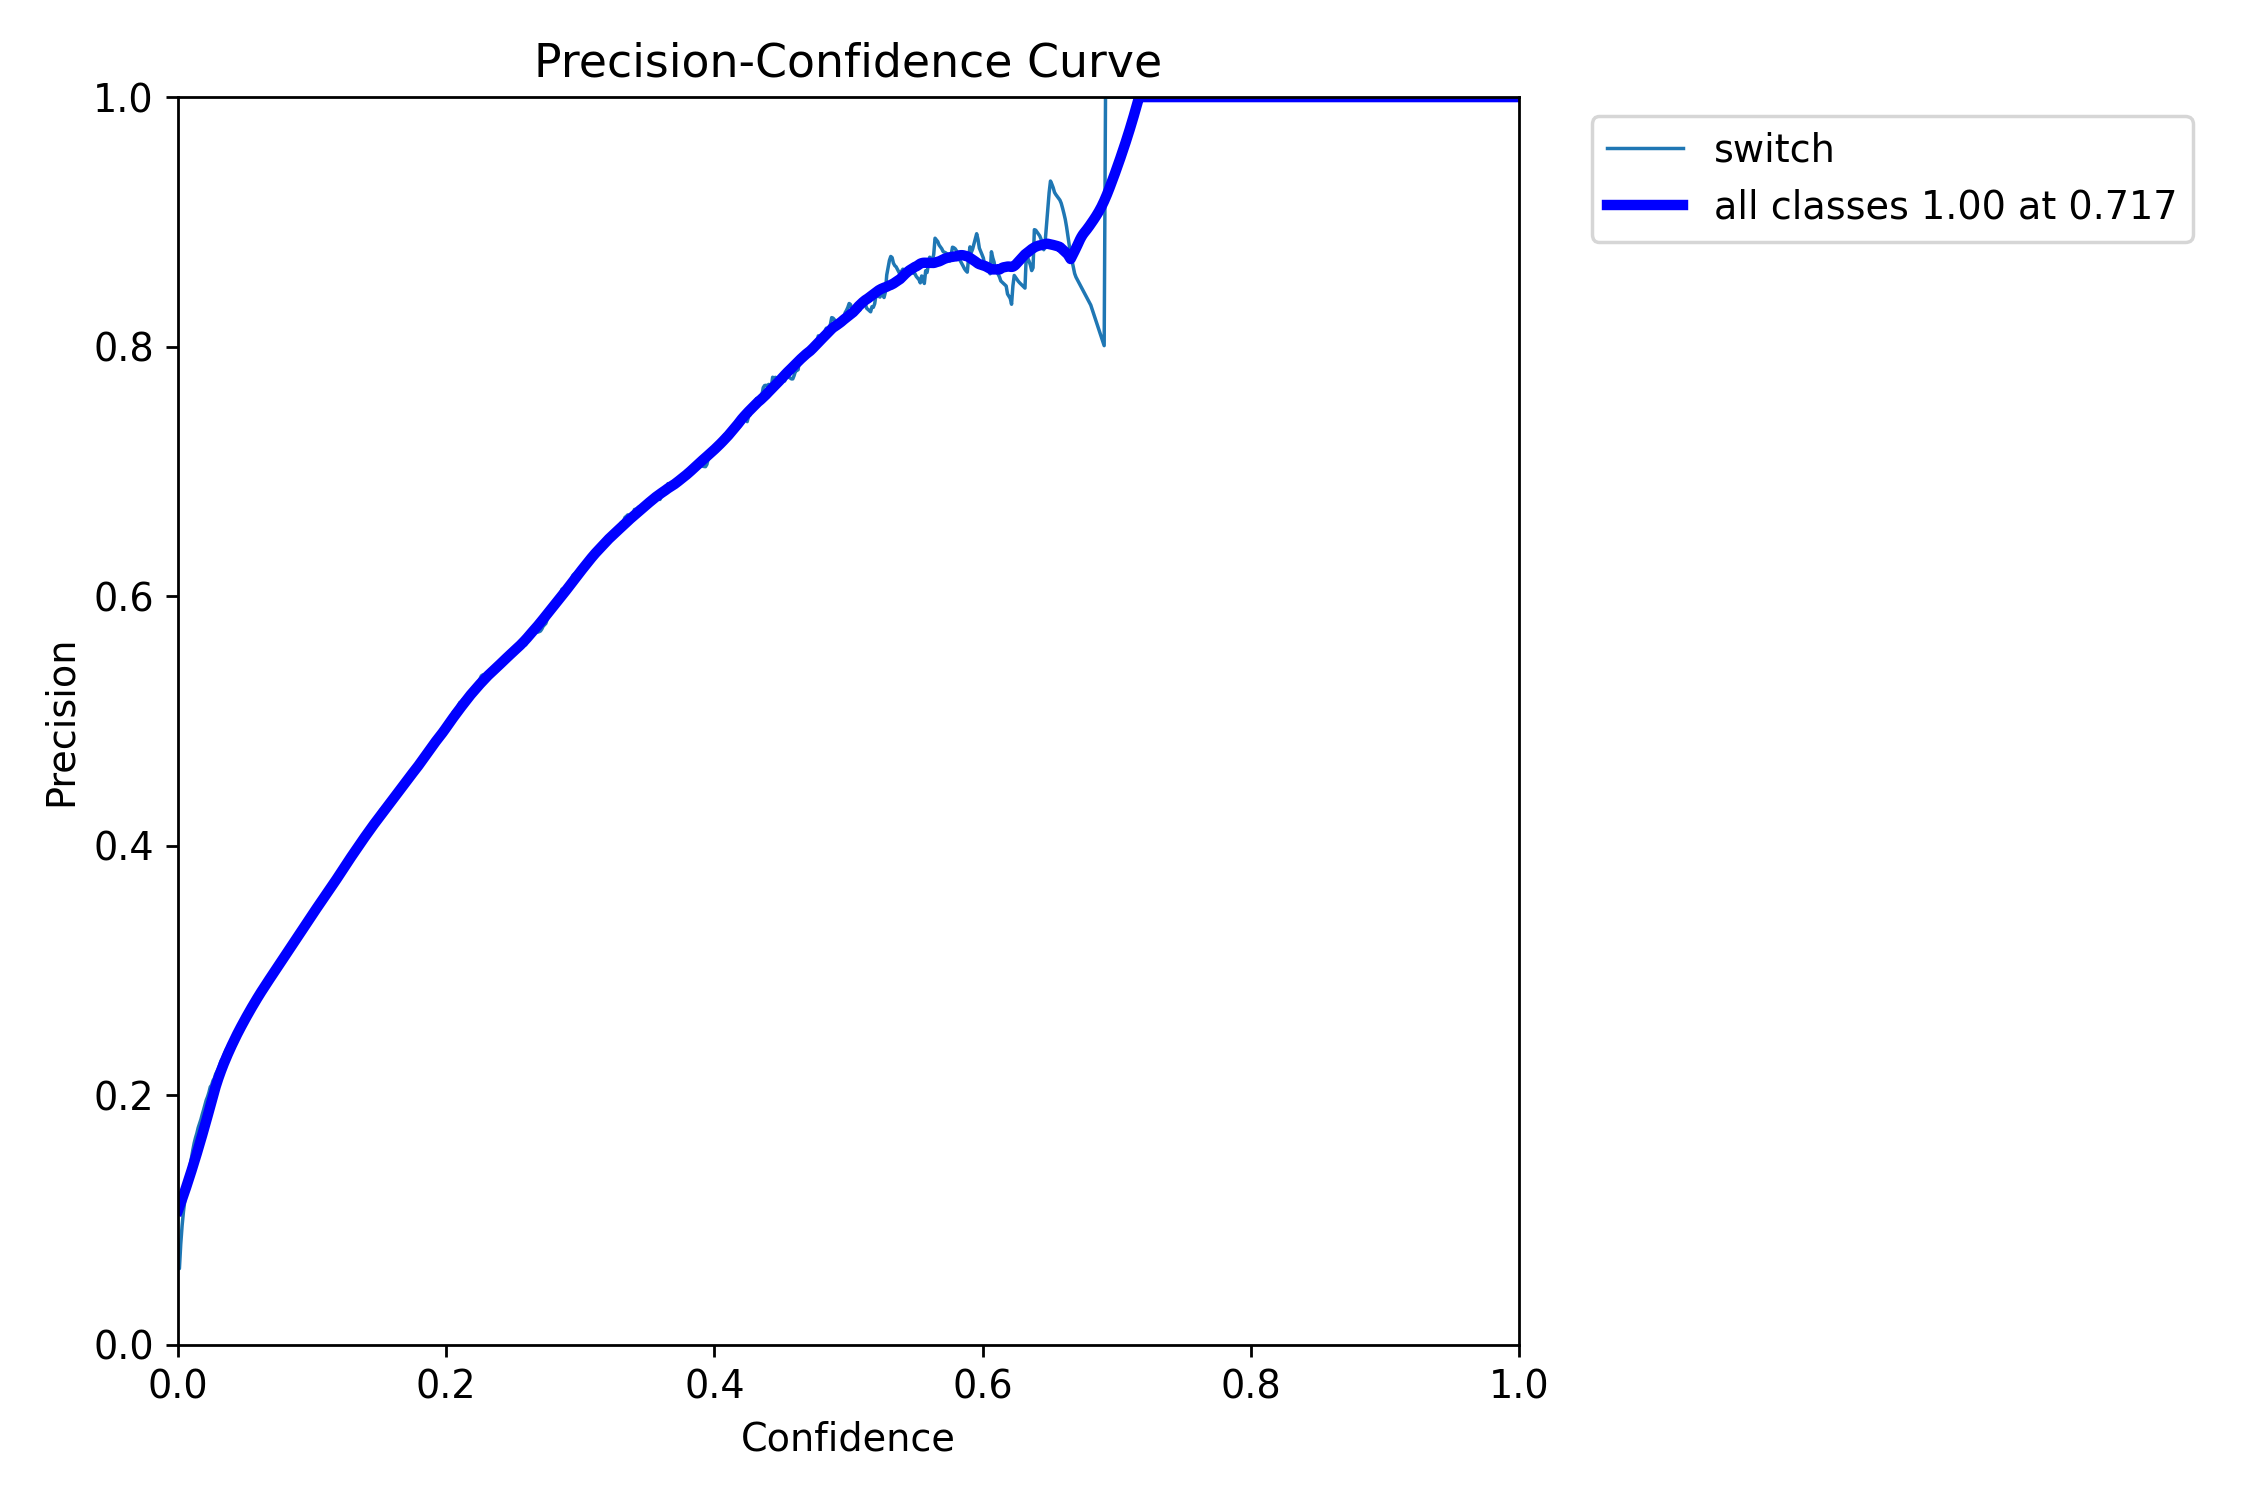 Precision-Confidence Curve
1.0
0.8
0.6
0.4
0.2
0.0
Precision
0.0 0.2 0.4 0.6 0.8 1.0
Confidence
switch
all classes 1.00 at 0.717